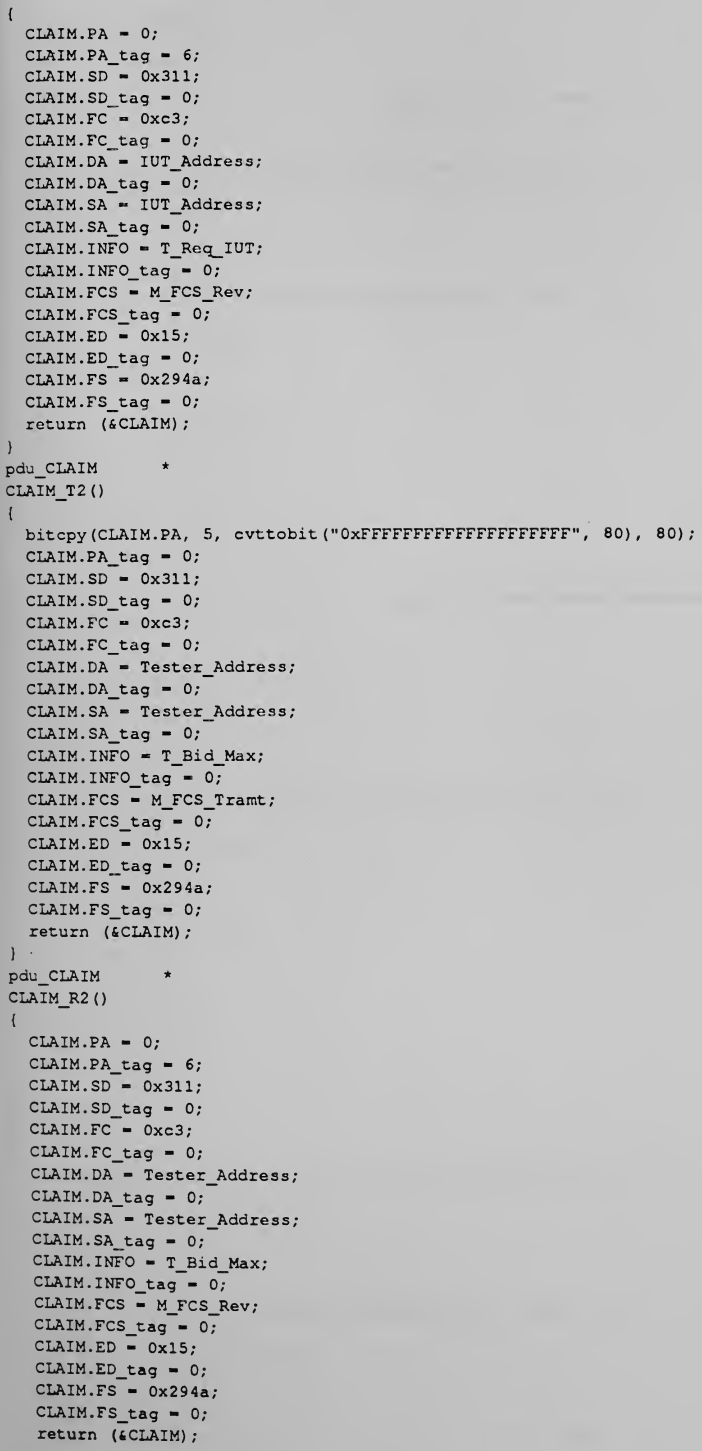 {
  CLAIM.PA = 0;
  CLAIM.PA_tag = 6;
  CLAIM.SD = 0x311;
  CLAIM.SD_tag = 0;
  CLAIM.FC = 0xc3;
  CLAIM.FC_tag = 0;
  CLAIM.DA = IUT_Address;
  CLAIM.DA_tag = 0;
  CLAIM.SA = IUT_Address;
  CLAIM.SA_tag = 0;
  CLAIM.INFO = T_Req_IUT;
  CLAIM.INFO_tag = 0;
  CLAIM.FCS = M_FCS_Rev;
  CLAIM.FCS_tag = 0;
  CLAIM.ED = 0x15;
  CLAIM.ED_tag = 0;
  CLAIM.FS = 0x294a;
  CLAIM.FS_tag = 0;
  return (&CLAIM);
}
pdu_CLAIM *
CLAIM_T2()
{
  bitcpy(CLAIM.PA, 5, cvttobit("0xFFFFFFFFFFFFFFFFFFFF", 80), 80);
  CLAIM.PA_tag = 0;
  CLAIM.SD = 0x311;
  CLAIM.SD_tag = 0;
  CLAIM.FC = 0xc3;
  CLAIM.FC_tag = 0;
  CLAIM.DA = Tester_Address;
  CLAIM.DA_tag = 0;
  CLAIM.SA = Tester_Address;
  CLAIM.SA_tag = 0;
  CLAIM.INFO = T_Bid_Max;
  CLAIM.INFO_tag = 0;
  CLAIM.FCS = M_FCS_Tramt;
  CLAIM.FCS_tag = 0;
  CLAIM.ED = 0x15;
  CLAIM.ED_tag = 0;
  CLAIM.FS = 0x294a;
  CLAIM.FS_tag = 0;
  return (&CLAIM);
}
pdu_CLAIM *
CLAIM_R2()
{
  CLAIM.PA = 0;
  CLAIM.PA_tag = 6;
  CLAIM.SD = 0x311;
  CLAIM.SD_tag = 0;
  CLAIM.FC = 0xc3;
  CLAIM.FC_tag = 0;
  CLAIM.DA = Tester_Address;
  CLAIM.DA_tag = 0;
  CLAIM.SA = Tester_Address;
  CLAIM.SA_tag = 0;
  CLAIM.INFO = T_Bid_Max;
  CLAIM.INFO_tag = 0;
  CLAIM.FCS = M_FCS_Rev;
  CLAIM.FCS_tag = 0;
  CLAIM.ED = 0x15;
  CLAIM.ED_tag = 0;
  CLAIM.FS = 0x294a;
  CLAIM.FS_tag = 0;
  return (&CLAIM);